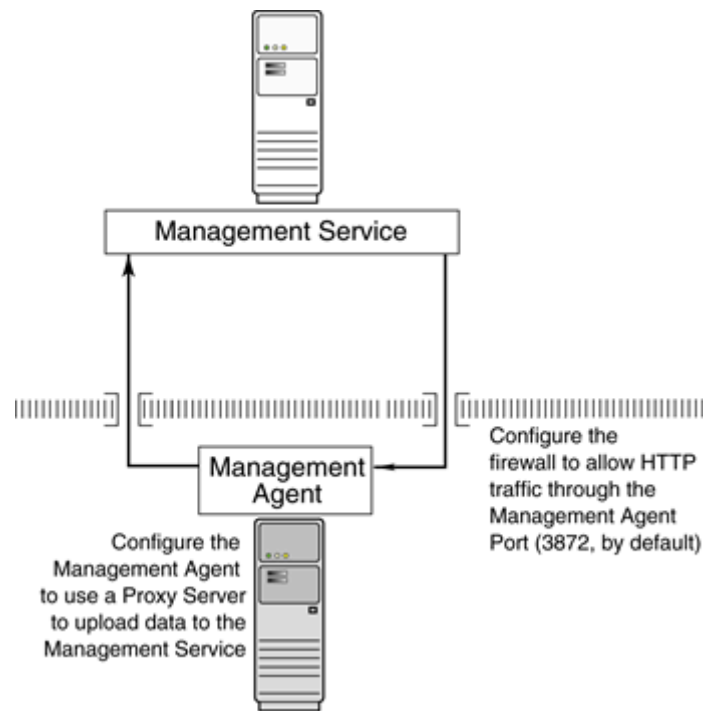 Management Service
Configure the
firewall to allow HTTP
traffic through the
Management Agent
Port (3872, by default)
Management
Agent
Configure the
Management Agent
to use a Proxy Server
to upload data to the
Management Service